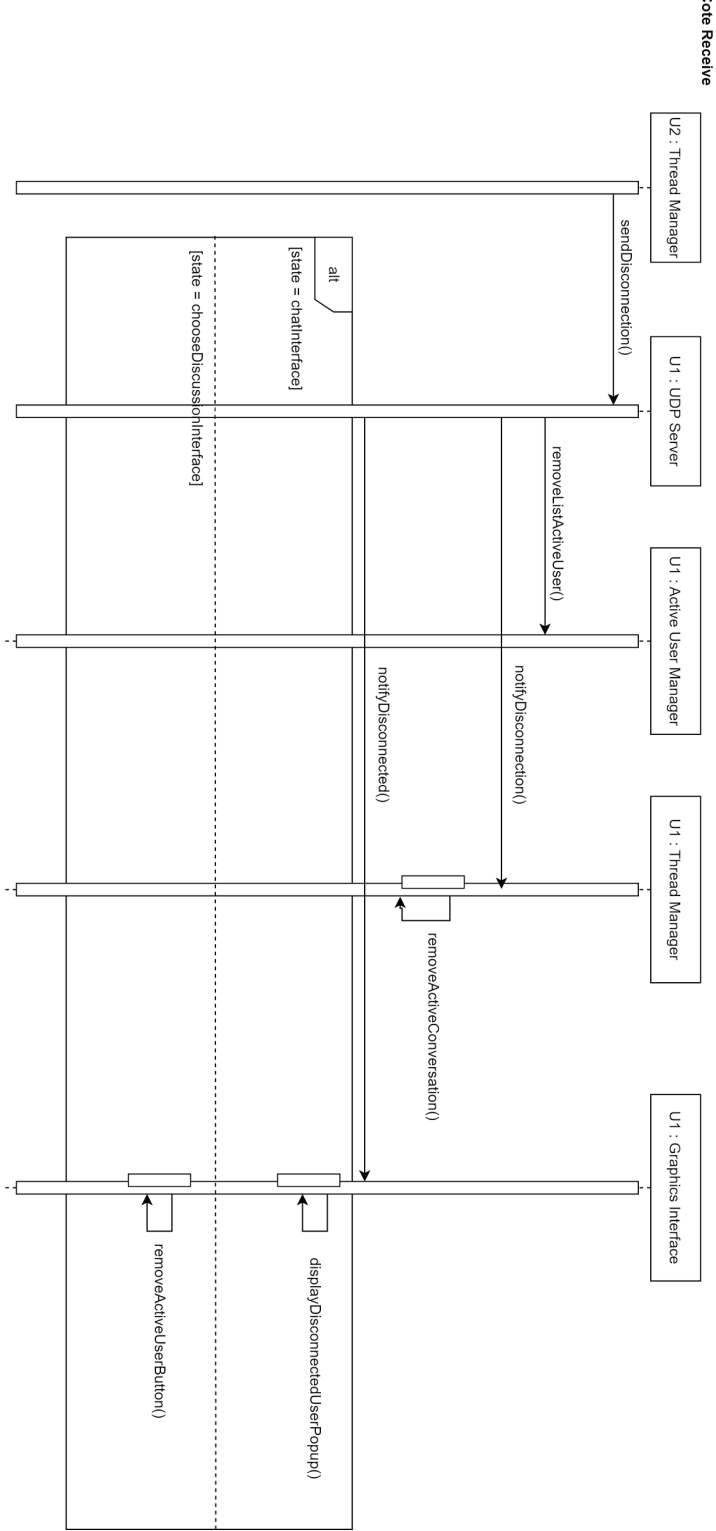 Cote Receive
U2 : Thread Manager
U1 : UDP Server
U1 : Active User Manager
U1 : Thread Manager
U1 : Graphics Interface
sendDisconnection()
removeListActiveUser()
notifyDisconnection()
removeActiveConversation()
notifyDisconnected()
alt
[state = chatInterface]
displayDisconnectedUserPopup()
[state = chooseDiscussionInterface]
removeActiveUserButton()